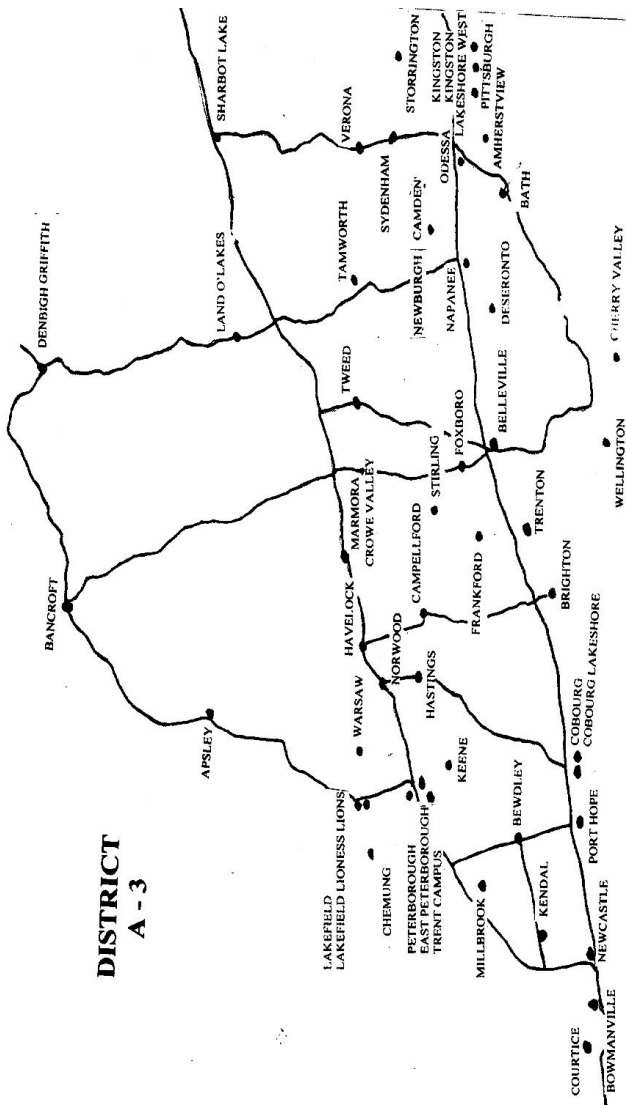 DISTRICT
A - 3
DENBIGH GRIFFITH
BANCROFT
SHARBOT LAKE
LAND O'LAKES
APSLEY
TWEED
TAMWORTH
VERONA
STORRINGTON
SYDENHAM
MARMORA
CROWE VALLEY
HAVELOCK
NORWOOD
WARSAW
LAKEFIELD
LAKEFIELD LIONESS LIONS
CHEMUNG
PETERBOROUGH
EAST PETERBOROUGH
TRENT CAMPUS
KEENE
HASTINGS
CAMPELLFORD
STIRLING
FOXBORO
FRANKFORD
NEWBURGH
CAMDEN
NAPANEE
ODESSA
KINGSTON
KINGSTON
LAKESHORE WEST
PITTSBURGH
AMHERSTVIEW
BATH
DESERONTO
BELLEVILLE
TRENTON
BRIGHTON
COBOURG
COBOURG LAKESHORE
PORT HOPE
BEWDLEY
MILLBROOK
KENDAL
NEWCASTLE
BOWMANVILLE
COURTICE
WELLINGTON
CHERRY VALLEY